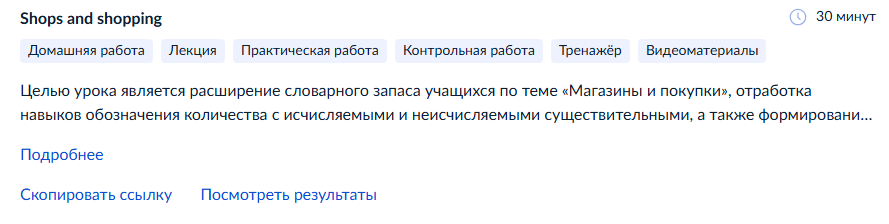 Shops and shopping
30 минут
Домашняя работа Лекция Практическая работа Контрольная работа Тренажёр Видеоматериалы
Целью урока является расширение словарного запаса учащихся по теме «Магазины и покупки», отработка
навыков обозначения количества с исчисляемыми и неисчисляемыми существительными, а также формировани...
Подробнее
Скопировать ссылку Посмотреть результаты